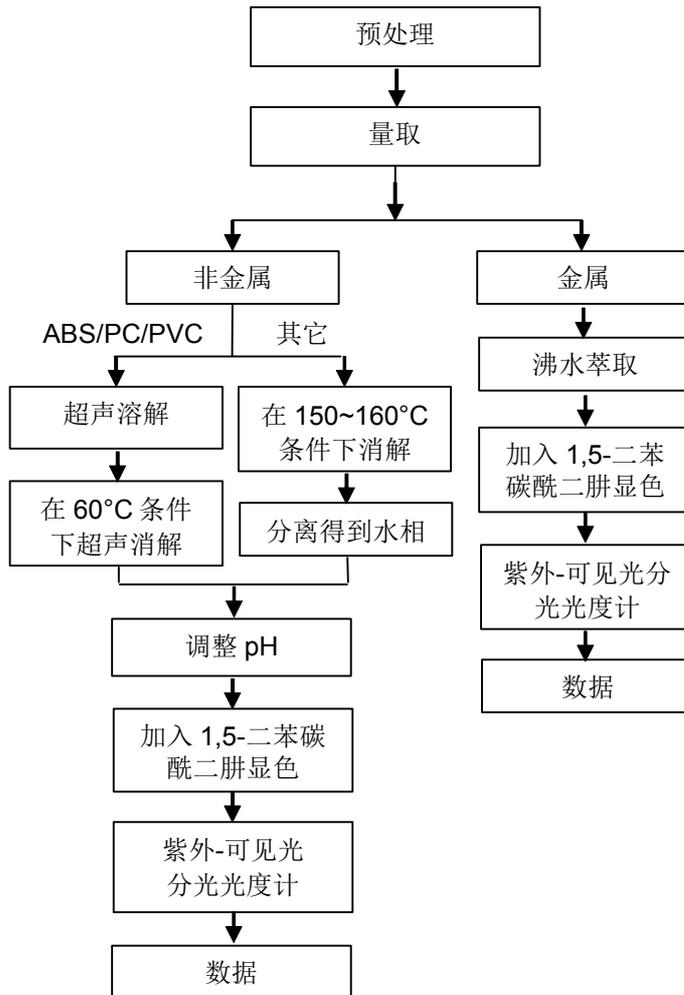 预处理
量取
非金属
金属
ABS/PC/PVC
其它
沸水萃取
超声溶解
在 150~160°C
条件下消解
加入 1,5-二苯
碳酰二肼显色
在 60°C 条件
下超声消解
分离得到水相
紫外-可见光分
光光度计
调整 pH
数据
加入 1,5-二苯碳
酰二肼显色
紫外-可见光
分光光度计
数据